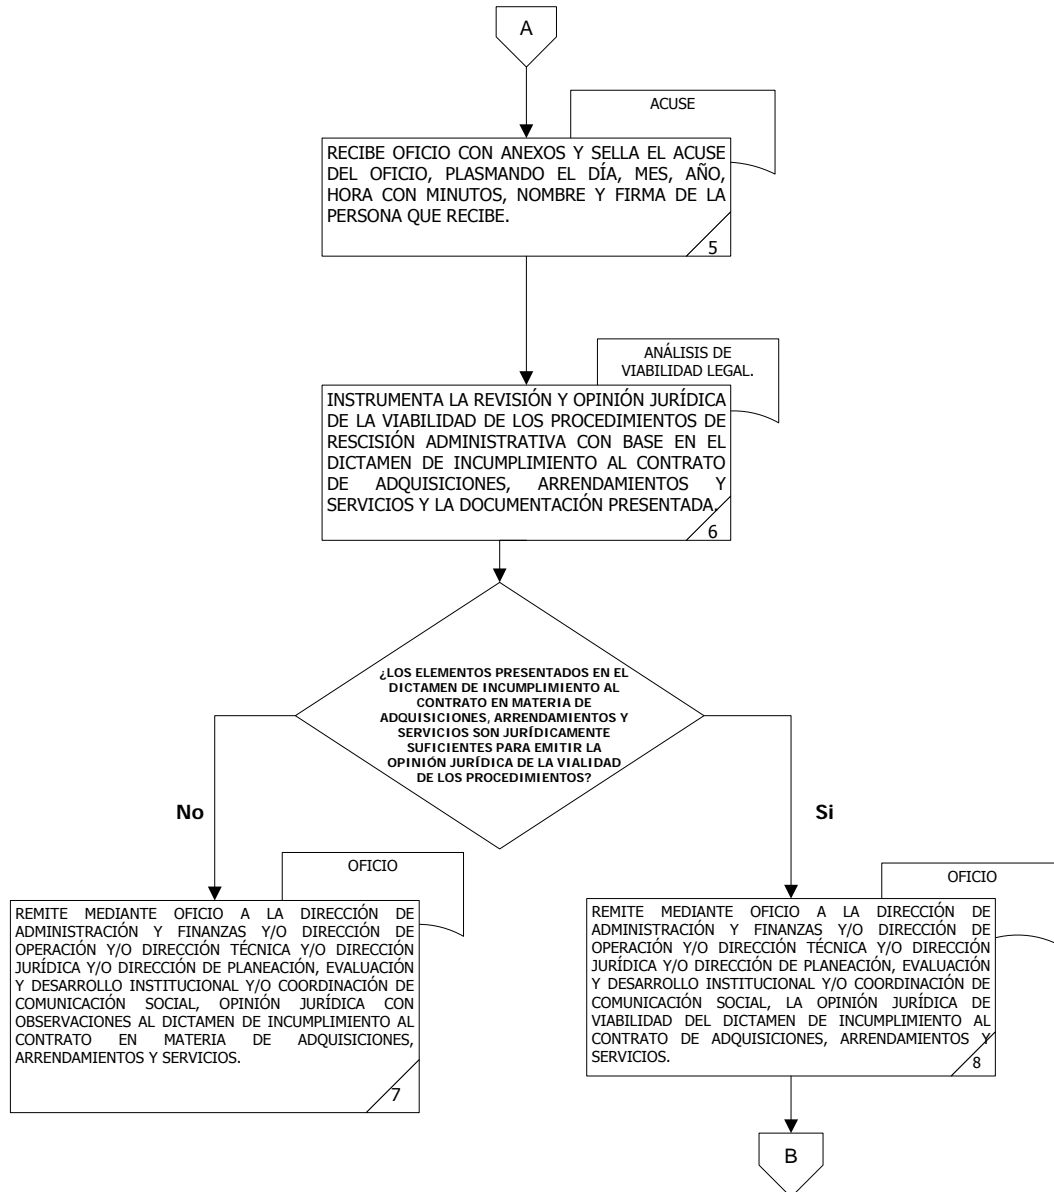 A
ACUSE
RECIBE OFICIO CON ANEXOS Y SELLA EL ACUSE
DEL OFICIO, PLASMANDO EL DÍA, MES, AÑO,
HORA CON MINUTOS, NOMBRE Y FIRMA DE LA
PERSONA QUE RECIBE.
5
ANÁLISIS DE
VIABILIDAD LEGAL.
INSTRUMENTA LA REVISIÓN Y OPINIÓN JURÍDICA
DE LA VIABILIDAD DE LOS PROCEDIMIENTOS DE
RESCISIÓN ADMINISTRATIVA CON BASE EN EL
DICTAMEN DE INCUMPLIMIENTO AL CONTRATO
DE ADQUISICIONES, ARRENDAMIENTOS Y
SERVICIOS Y LA DOCUMENTACIÓN PRESENTADA.
6
¿LOS ELEMENTOS PRESENTADOS EN EL
DICTAMEN DE INCUMPLIMIENTO AL
CONTRATO EN MATERIA DE
ADQUISICIONES, ARRENDAMIENTOS Y
SERVICIOS SON JURÍDICAMENTE
SUFICIENTES PARA EMITIR LA
OPINIÓN JURÍDICA DE LA VIALIDAD
DE LOS PROCEDIMIENTOS?
No
Si
OFICIO
REMITE MEDIANTE OFICIO A LA DIRECCIÓN DE
ADMINISTRACIÓN Y FINANZAS Y/O DIRECCIÓN DE
OPERACIÓN Y/O DIRECCIÓN TÉCNICA Y/O DIRECCIÓN
JURÍDICA Y/O DIRECCIÓN DE PLANEACIÓN, EVALUACIÓN
Y DESARROLLO INSTITUCIONAL Y/O COORDINACIÓN DE
COMUNICACIÓN SOCIAL, OPINIÓN JURÍDICA CON
OBSERVACIONES AL DICTAMEN DE INCUMPLIMIENTO AL
CONTRATO EN MATERIA DE ADQUISICIONES,
ARRENDAMIENTOS Y SERVICIOS.
7
OFICIO
REMITE MEDIANTE OFICIO A LA DIRECCIÓN DE
ADMINISTRACIÓN Y FINANZAS Y/O DIRECCIÓN DE
OPERACIÓN Y/O DIRECCIÓN TÉCNICA Y/O DIRECCIÓN
JURÍDICA Y/O DIRECCIÓN DE PLANEACIÓN, EVALUACIÓN
Y DESARROLLO INSTITUCIONAL Y/O COORDINACIÓN DE
COMUNICACIÓN SOCIAL, LA OPINIÓN JURÍDICA DE
VIABILIDAD DEL DICTAMEN DE INCUMPLIMIENTO AL
CONTRATO DE ADQUISICIONES, ARRENDAMIENTOS Y
SERVICIOS.
8
B